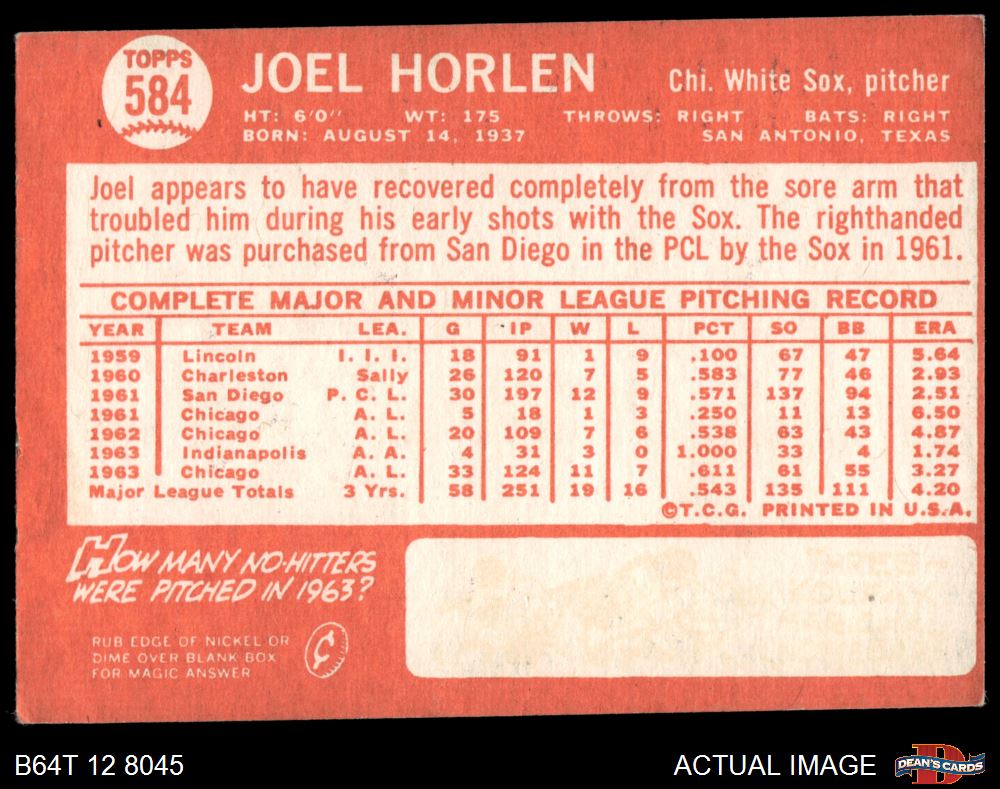 TOPPS
584
JOEL HORLEN
Chi. White Sox, pitcher
HT: 6'0" WT: 175 THROWS: RIGHT BATS: RIGHT
BORN: AUGUST 14, 1937 SAN ANTONIO, TEXAS
Joel appears to have recovered completely from the sore arm that
troubled him during his early shots with the Sox. The righthanded
pitcher was purchased from San Diego in the PCL by the Sox in 1961.
COMPLETE MAJOR AND MINOR LEAGUE PITCHING RECORD
YEAR TEAM LEA. G IP W L PCT SO BB ERA
1959 Lincoln I. I. I. 18 91 1 9 .100 67 47 5.64
1960 Charleston Sally 26 120 7 5 .583 77 46 2.93
1961 San Diego P. C. L. 30 197 12 9 .571 137 94 2.51
1961 Chicago A. L. 5 18 1 3 .250 11 13 6.50
1962 Chicago A. L. 20 109 7 6 .538 63 43 4.87
1963 Indianapolis A. A. 4 31 3 0 1.000 33 4 1.74
1963 Chicago A. L. 33 124 11 7 .611 61 55 3.27
Major League Totals 3 Yrs. 58 251 19 16 .543 135 111 4.20
©T.C.G. PRINTED IN U.S.A.
HOW MANY NO-HITTERS
WERE PITCHED IN 1963?
RUB EDGE OF NICKEL OR
DIME OVER BLANK BOX
FOR MAGIC ANSWER
¢
B64T 12 8045
ACTUAL IMAGE
D
DEAN'S CARDS